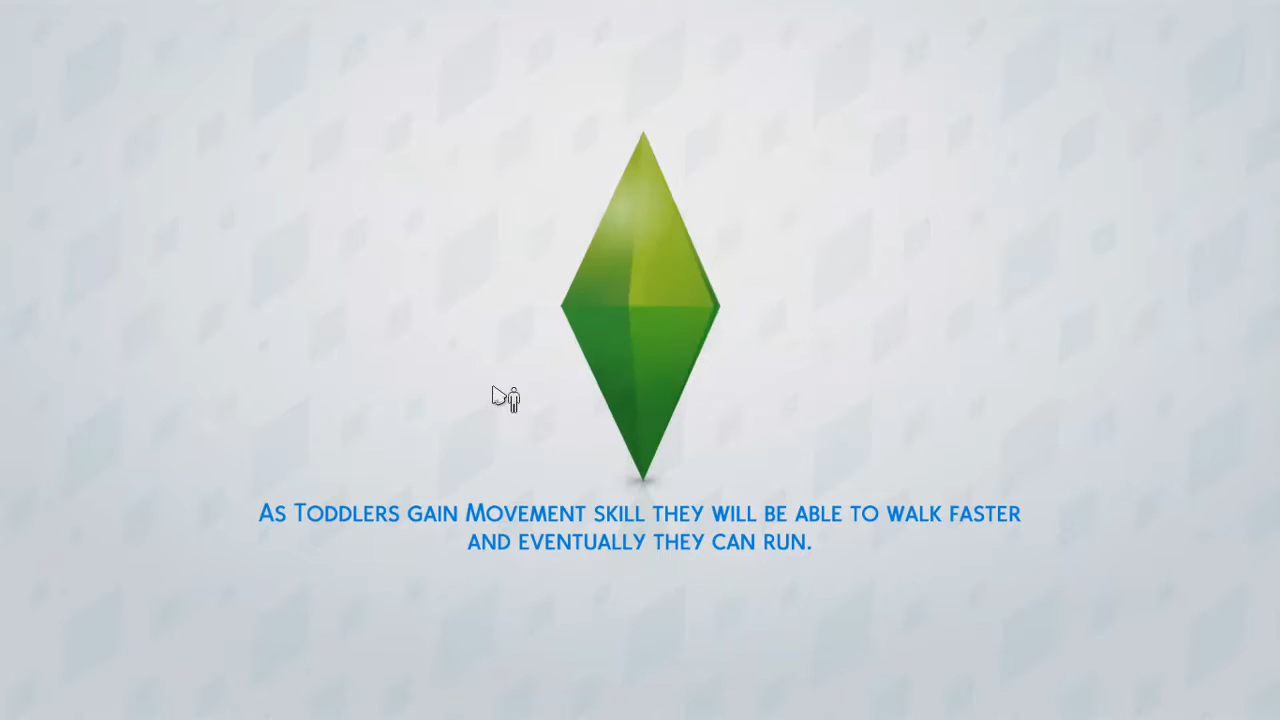 As Toddlers gain Movement skill they will be able to walk faster
and eventually they can run.